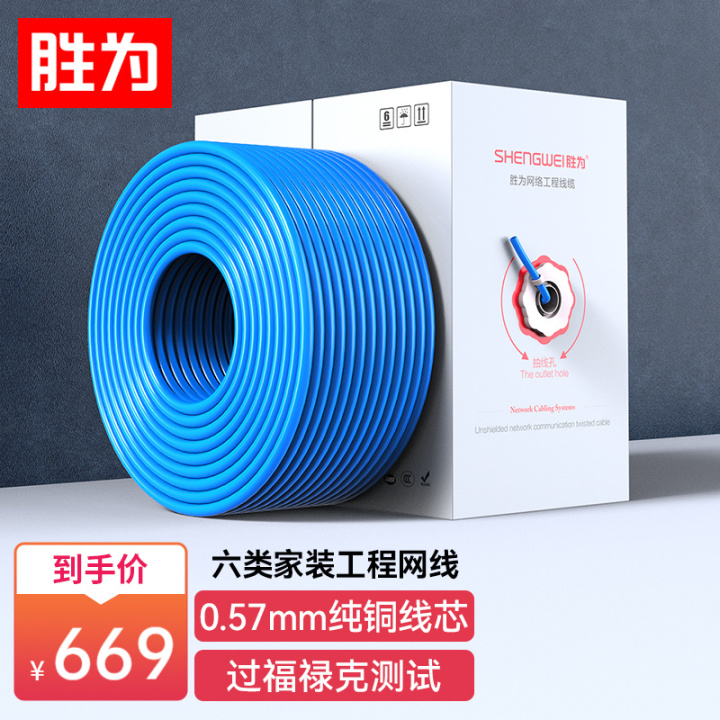 胜为
6
SHENGWEI胜为®
胜为网络工程线缆
抽线孔
The outlet hole
Network Cabling Systems
Unshielded network communication twisted cable
到手价
¥669
六类家装工程网线
0.57mm纯铜线芯
过福禄克测试